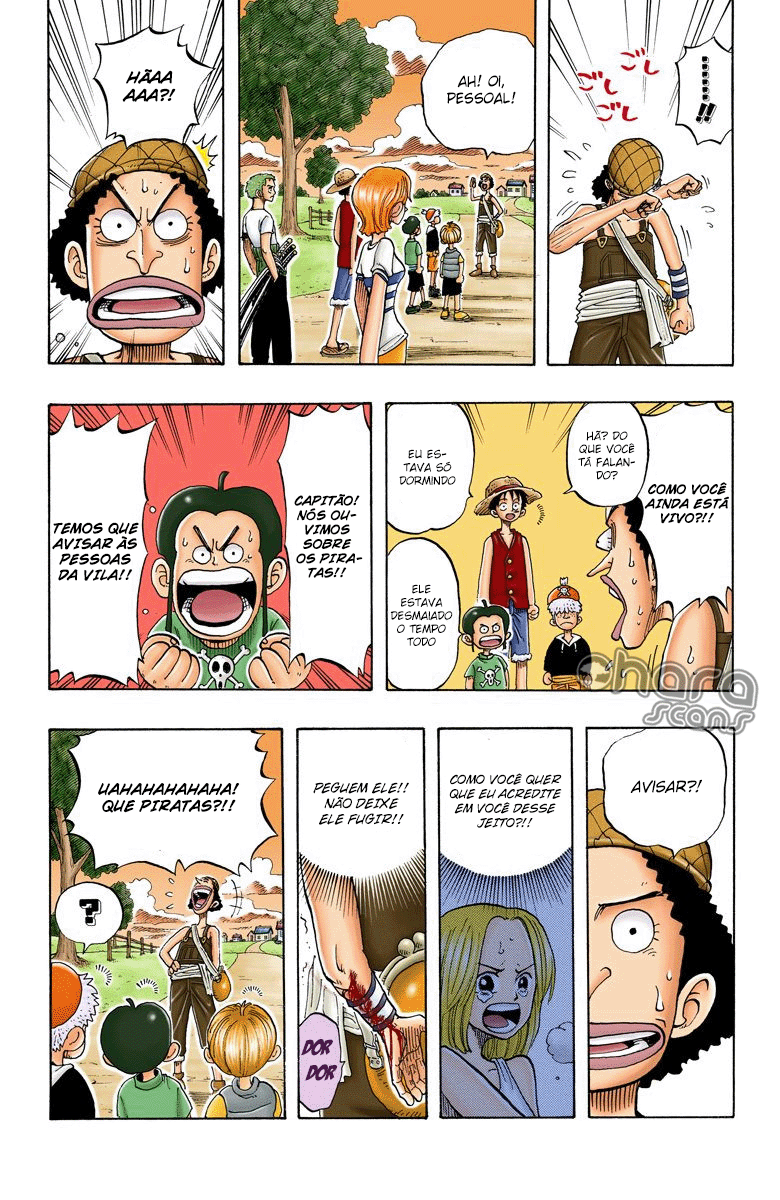 ......!!
ごし
ごし
ごし
AH! OI,
PESSOAL!
HÃAA
AAA?!
COMO VOCÊ
AINDA ESTÁ
VIVO?!!
HÃ? DO
QUE VOCÊ
TÁ FALAN-
DO?
EU ES-
TAVA SÓ
DORMINDO
ELE
ESTAVA
DESMAIADO
O TEMPO
TODO
CAPITÃO!
NÓS OU-
VIMOS
SOBRE
OS PIRA-
TAS!!
TEMOS QUE
AVISAR ÀS
PESSOAS
DA VILA!!
Chara
scans
AVISAR?!
COMO VOCÊ QUER
QUE EU ACREDITE
EM VOCÊ DESSE
JEITO?!!
PEGUEM ELE!!
NÃO DEIXE
ELE FUGIR!!
DOR
DOR
UAHAHAHAHAHA!
QUE PIRATAS?!!
?